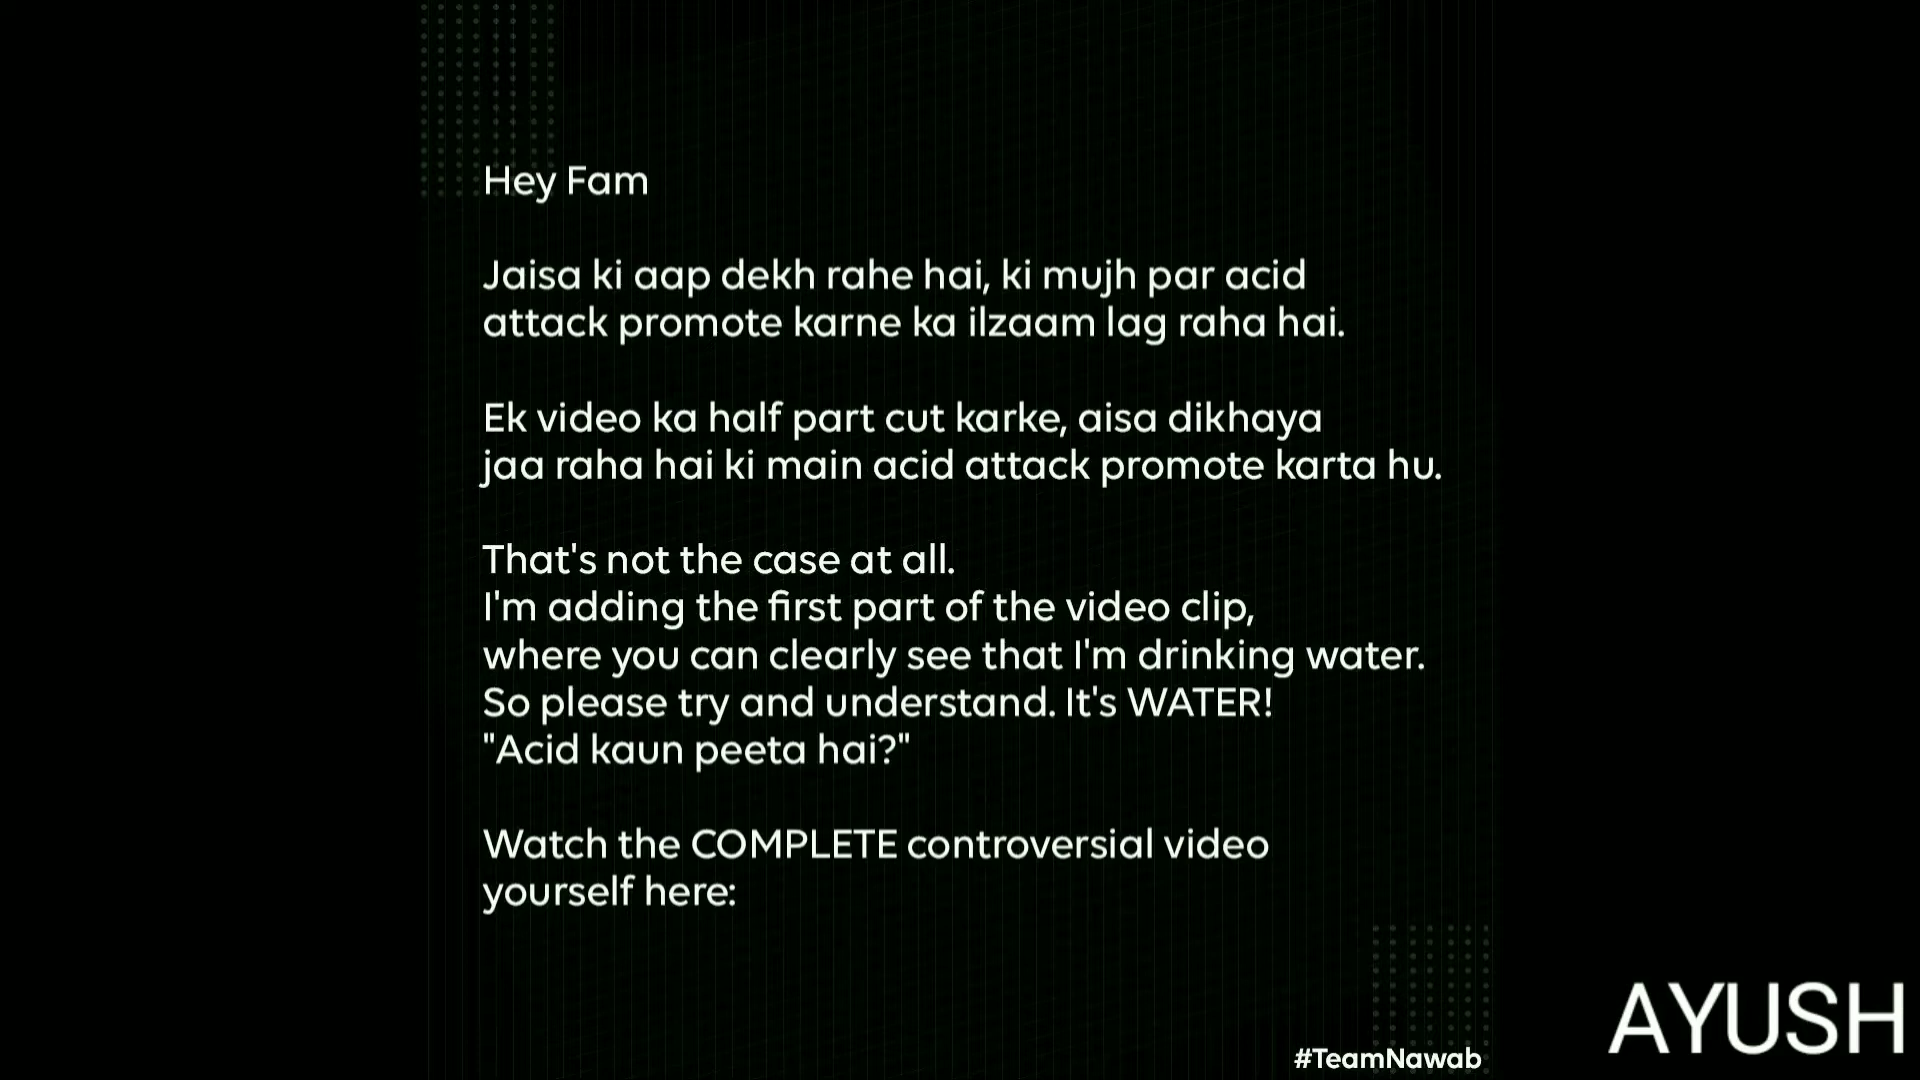 Hey Fam
Jaisa ki aap dekh rahe hai, ki mujh par acid
attack promote karne ka ilzaam lag raha hai.
Ek video ka half part cut karke, aisa dikhaya
jaa raha hai ki main acid attack promote karta hu.
That's not the case at all.
I'm adding the first part of the video clip,
where you can clearly see that I'm drinking water.
So please try and understand. It's WATER!
"Acid kaun peeta hai?"
Watch the COMPLETE controversial video
yourself here:
#TeamNawab
AYUSH